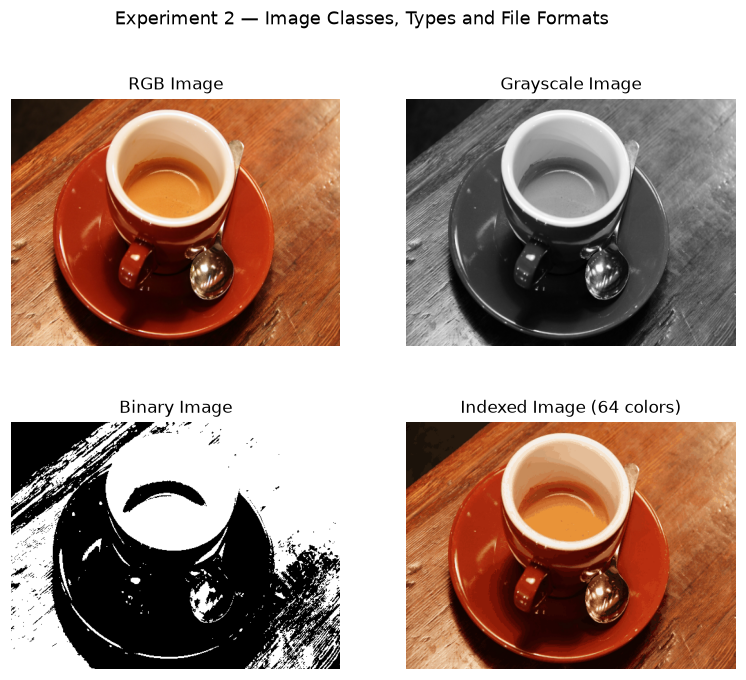 Experiment 2 — Image Classes, Types and File Formats
RGB Image
Grayscale Image
Binary Image
Indexed Image (64 colors)